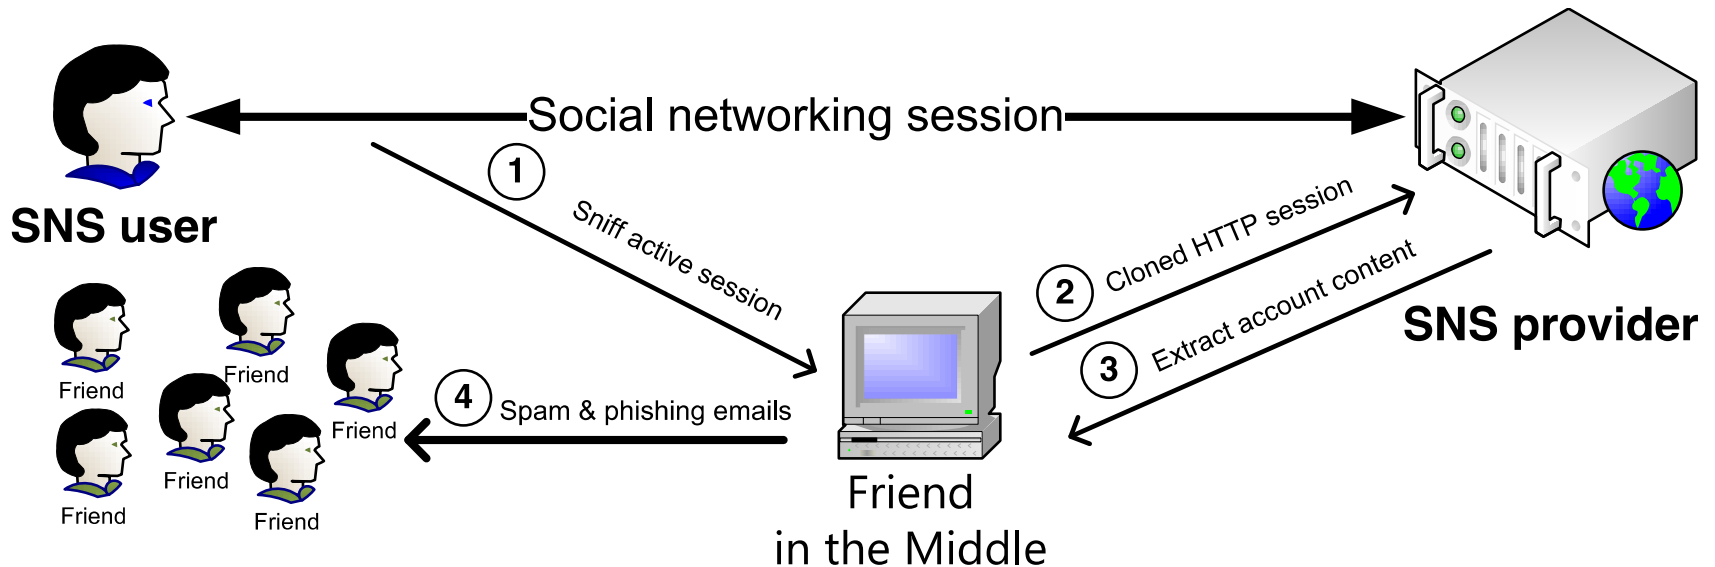 Social networking session
SNS user
1
Sniff active session
2 Cloned HTTP session
3 Extract account content
SNS provider
4 Spam & phishing emails
Friend
Friend
Friend
Friend
Friend
Friend
Friend
in the Middle